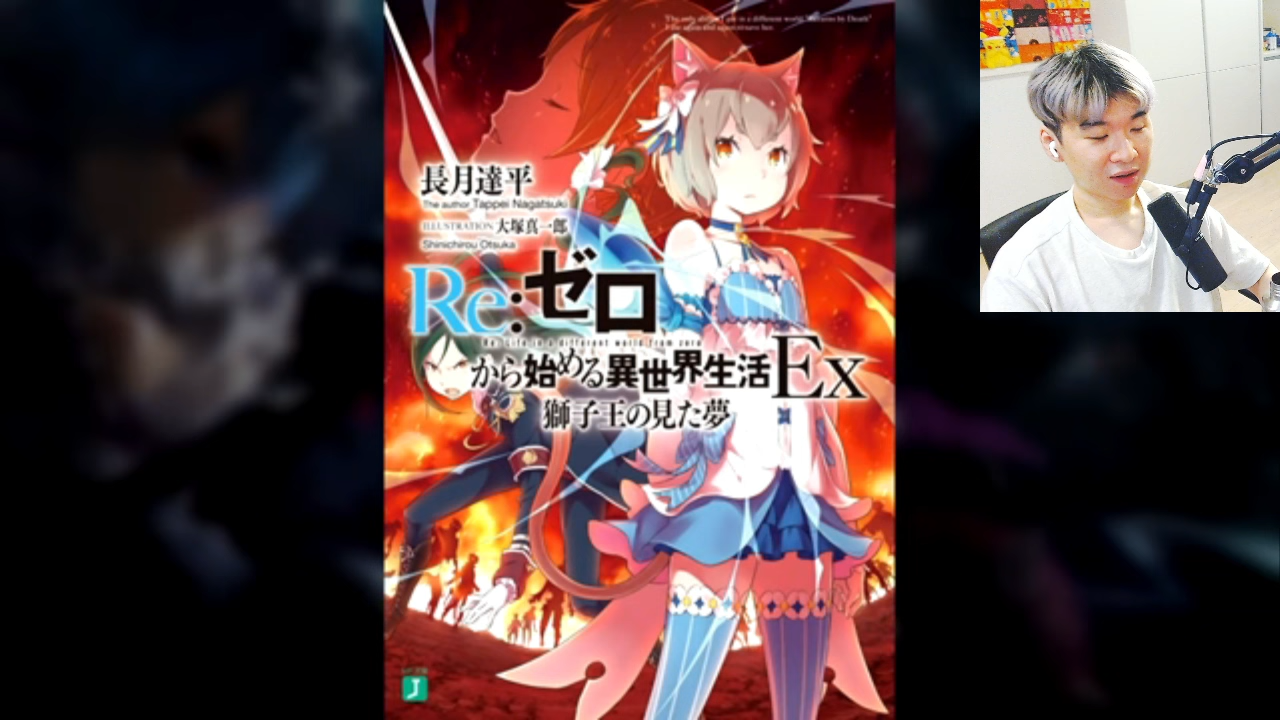 長月達平
The author Tappei Nagatsuki
ILLUSTRATION 大塚真一郎
Shinichirou Otsuka
Re:ゼロ
Re: Life in a different world from zero
から始める異世界生活Ex
獅子王の見た夢
J